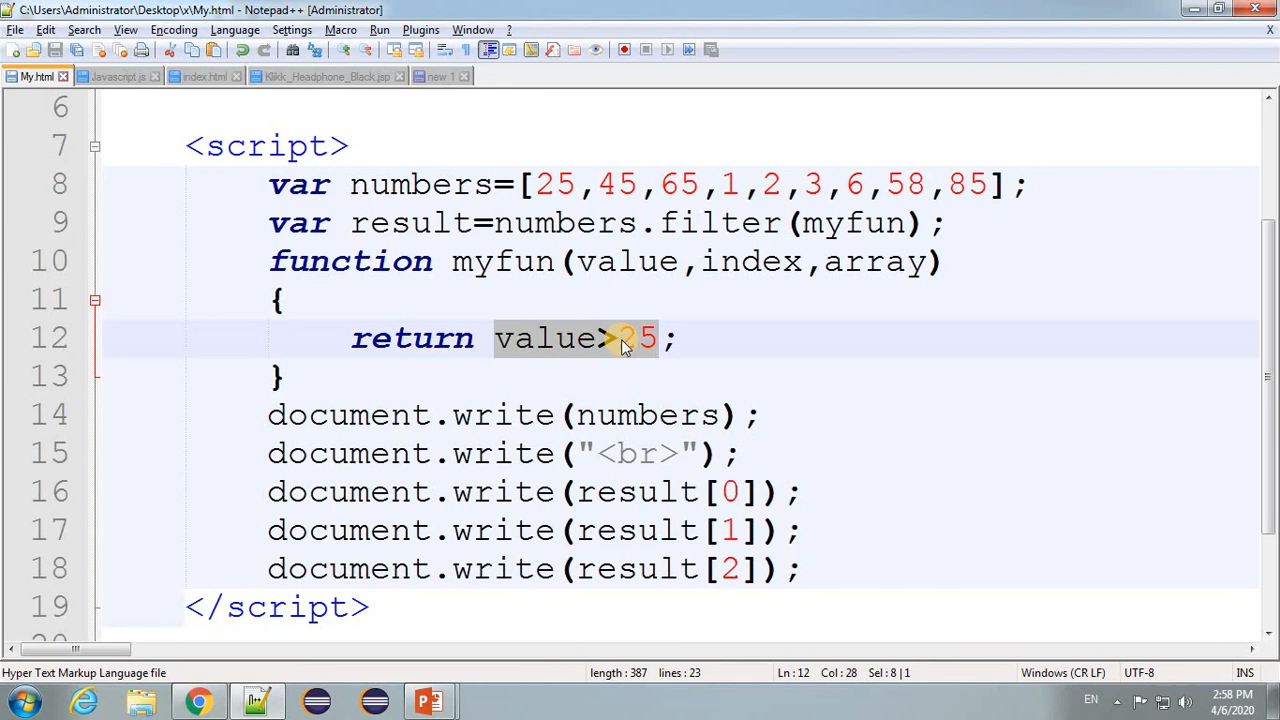 C:\Users\Administrator\Desktop\x\My.html - Notepad++ [Administrator]
File Edit Search View Encoding Language Settings Macro Run Plugins Window ? X
My.html Javascript.js index.html Klikk_Headphone_Black.jsp new 1
6
7 <script>
8 var numbers=[25,45,65,1,2,3,6,58,85];
9 var result=numbers.filter(myfun);
10 function myfun(value,index,array)
11 {
12 return value>25;
13 }
14 document.write(numbers);
15 document.write("<br>");
16 document.write(result[0]);
17 document.write(result[1]);
18 document.write(result[2]);
19 </script>
Hyper Text Markup Language file length : 387 lines : 23 Ln : 12 Col : 28 Sel : 8 | 1 Windows (CR LF) UTF-8 INS
EN 2:58 PM
4/6/2020